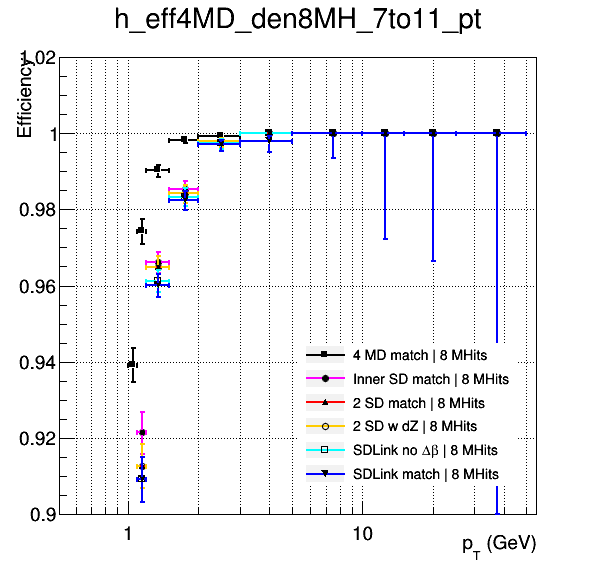 h_eff4MD_den8MH_7to11_pt
Efficiency
1.02
1
0.98
0.96
0.94
0.92
0.9
4 MD match | 8 MHits
Inner SD match | 8 MHits
2 SD match | 8 MHits
2 SD w dZ | 8 MHits
SDLink no Δβ | 8 MHits
SDLink match | 8 MHits
1
10
p_T (GeV)